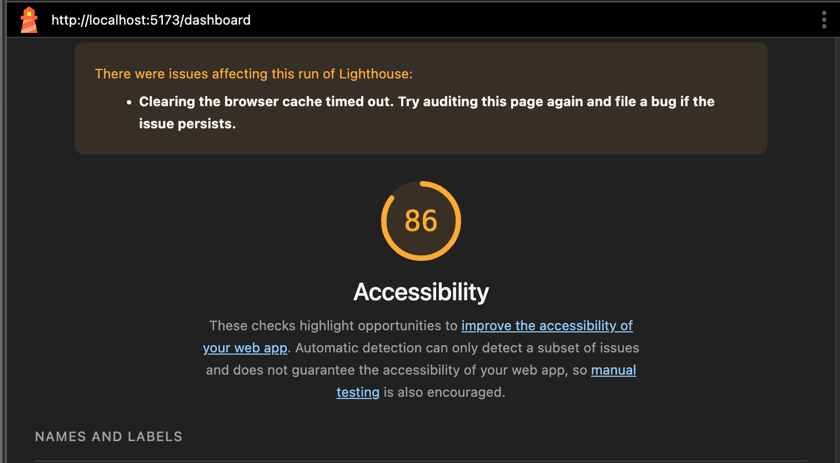 http://localhost:5173/dashboard
There were issues affecting this run of Lighthouse:
• Clearing the browser cache timed out. Try auditing this page again and file a bug if the
issue persists.
86
Accessibility
These checks highlight opportunities to improve the accessibility of
your web app. Automatic detection can only detect a subset of issues
and does not guarantee the accessibility of your web app, so manual
testing is also encouraged.
NAMES AND LABELS